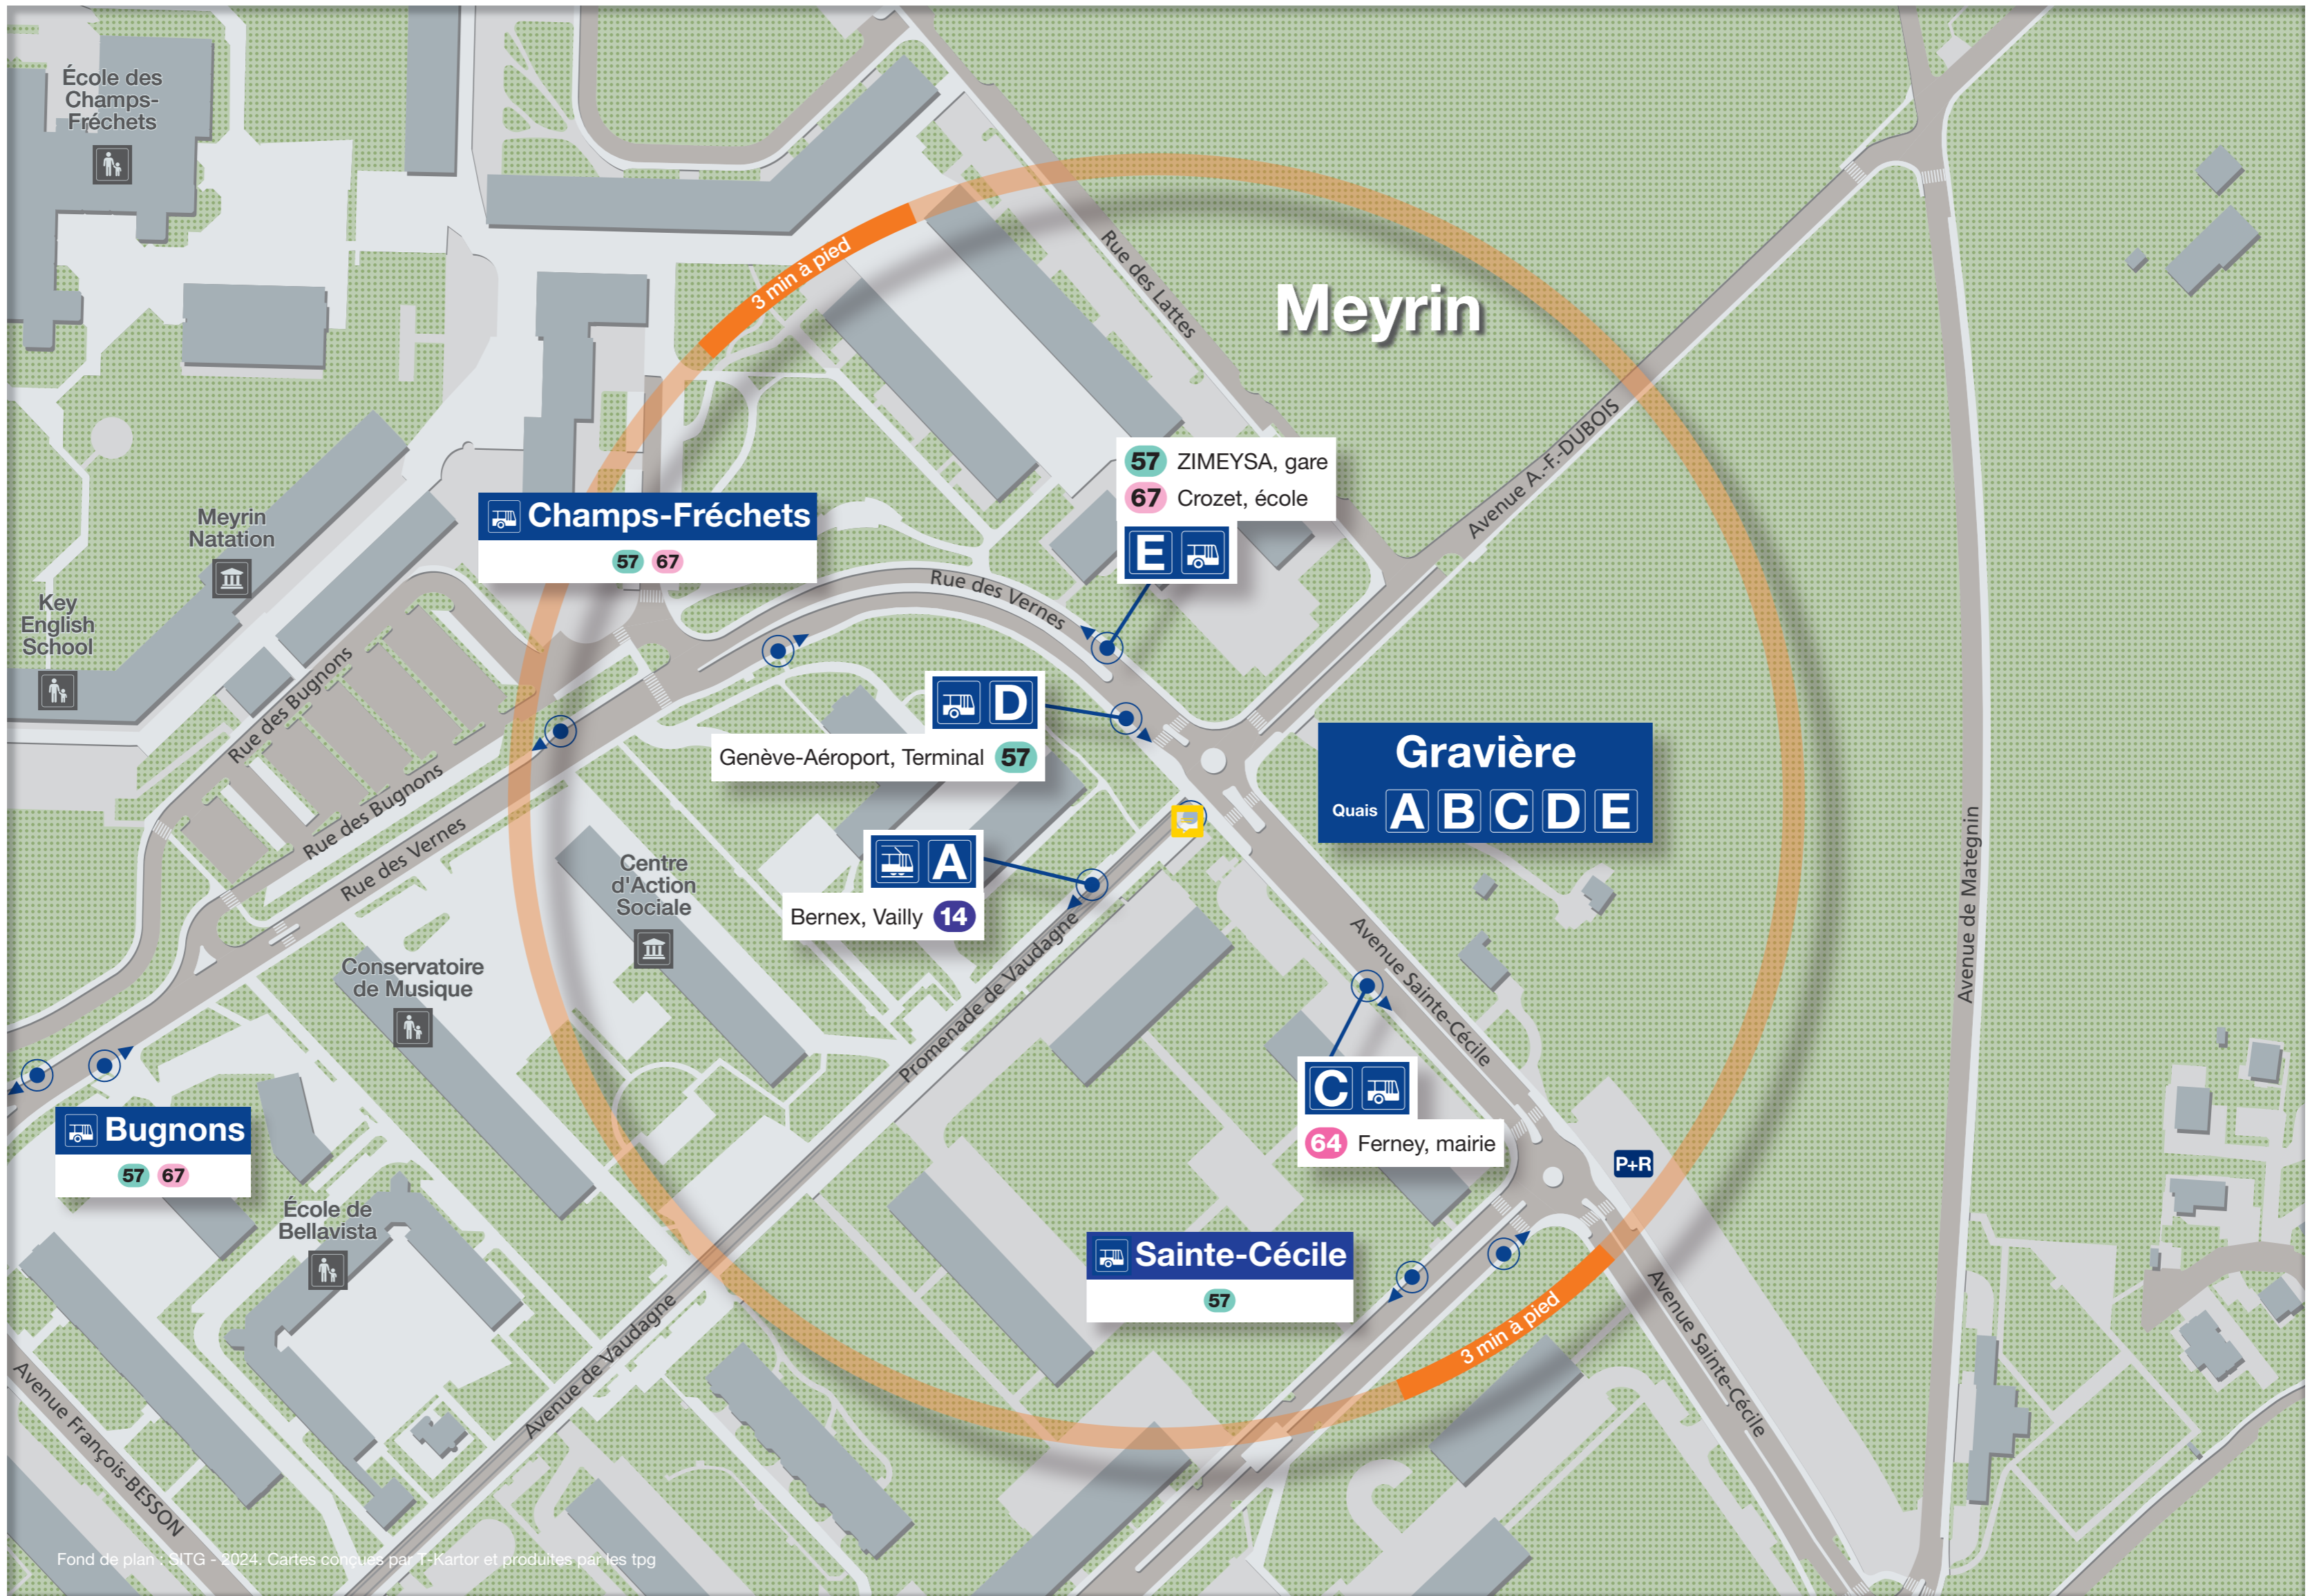 École des
Champs-
Fréchets
3 min à pied
Rue des Lattes
Meyrin
Avenue A.-F.-DUBOIS
57 ZIMEYSA, gare
67 Crozet, école
E
Champs-Fréchets
57 67
Meyrin
Natation
Key
English
School
Rue des Vernes
Rue des Bugnons
D
Genève-Aéroport, Terminal 57
Gravière
Quais A B C D E
Rue des Bugnons
Rue des Vernes
A
Bernex, Vailly 14
Centre
d'Action
Sociale
Conservatoire
de Musique
Promenade de Vaudagne
Avenue Sainte-Cécile
Avenue de Mategnin
C
64 Ferney, mairie
P+R
Bugnons
57 67
École de
Bellavista
Sainte-Cécile
57
3 min à pied
Avenue Sainte-Cécile
Avenue de Vaudagne
Avenue François-BESSON
Fond de plan : SITG - 2024. Cartes conçues par T-Kartor et produites par les tpg